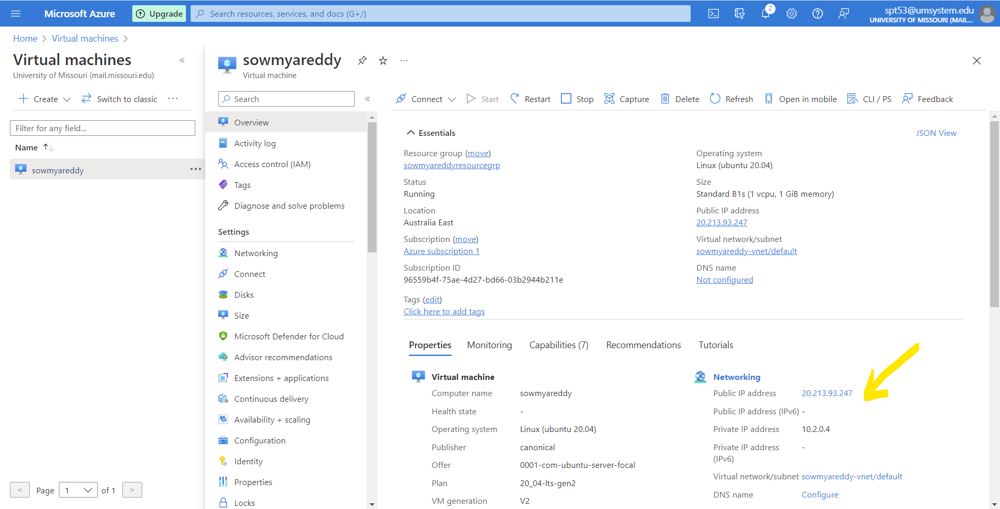 Microsoft Azure
Upgrade
Search resources, services, and docs (G+/)
2
spt53@umsystem.edu
UNIVERSITY OF MISSOURI (MAIL...
Home > Virtual machines >
Virtual machines
University of Missouri (mail.missouri.edu)
Create
Switch to classic
Filter for any field...
Name
sowmyareddy
< Page 1 of 1 >
sowmyareddy
Virtual machine
Search
Overview
Activity log
Access control (IAM)
Tags
Diagnose and solve problems
Settings
Networking
Connect
Disks
Size
Microsoft Defender for Cloud
Advisor recommendations
Extensions + applications
Continuous delivery
Availability + scaling
Configuration
Identity
Properties
Locks
Connect Start Restart Stop Capture Delete Refresh Open in mobile CLI / PS Feedback
Essentials
JSON View
Resource group (move)
sowmyareddyresourcegrp
Status
Running
Location
Australia East
Subscription (move)
Azure subscription 1
Subscription ID
96559b4f-75ae-4d27-bd66-03b2944b211e
Tags (edit)
Click here to add tags
Operating system
Linux (ubuntu 20.04)
Size
Standard B1s (1 vcpu, 1 GiB memory)
Public IP address
20.213.93.247
Virtual network/subnet
sowmyareddy-vnet/default
DNS name
Not configured
Properties Monitoring Capabilities (7) Recommendations Tutorials
Virtual machine
Computer name sowmyareddy
Health state -
Operating system Linux (ubuntu 20.04)
Publisher canonical
Offer 0001-com-ubuntu-server-focal
Plan 20_04-lts-gen2
VM generation V2
Networking
Public IP address 20.213.93.247
Public IP address (IPv6) -
Private IP address 10.2.0.4
Private IP address -
(IPv6)
Virtual network/subnet sowmyareddy-vnet/default
DNS name Configure